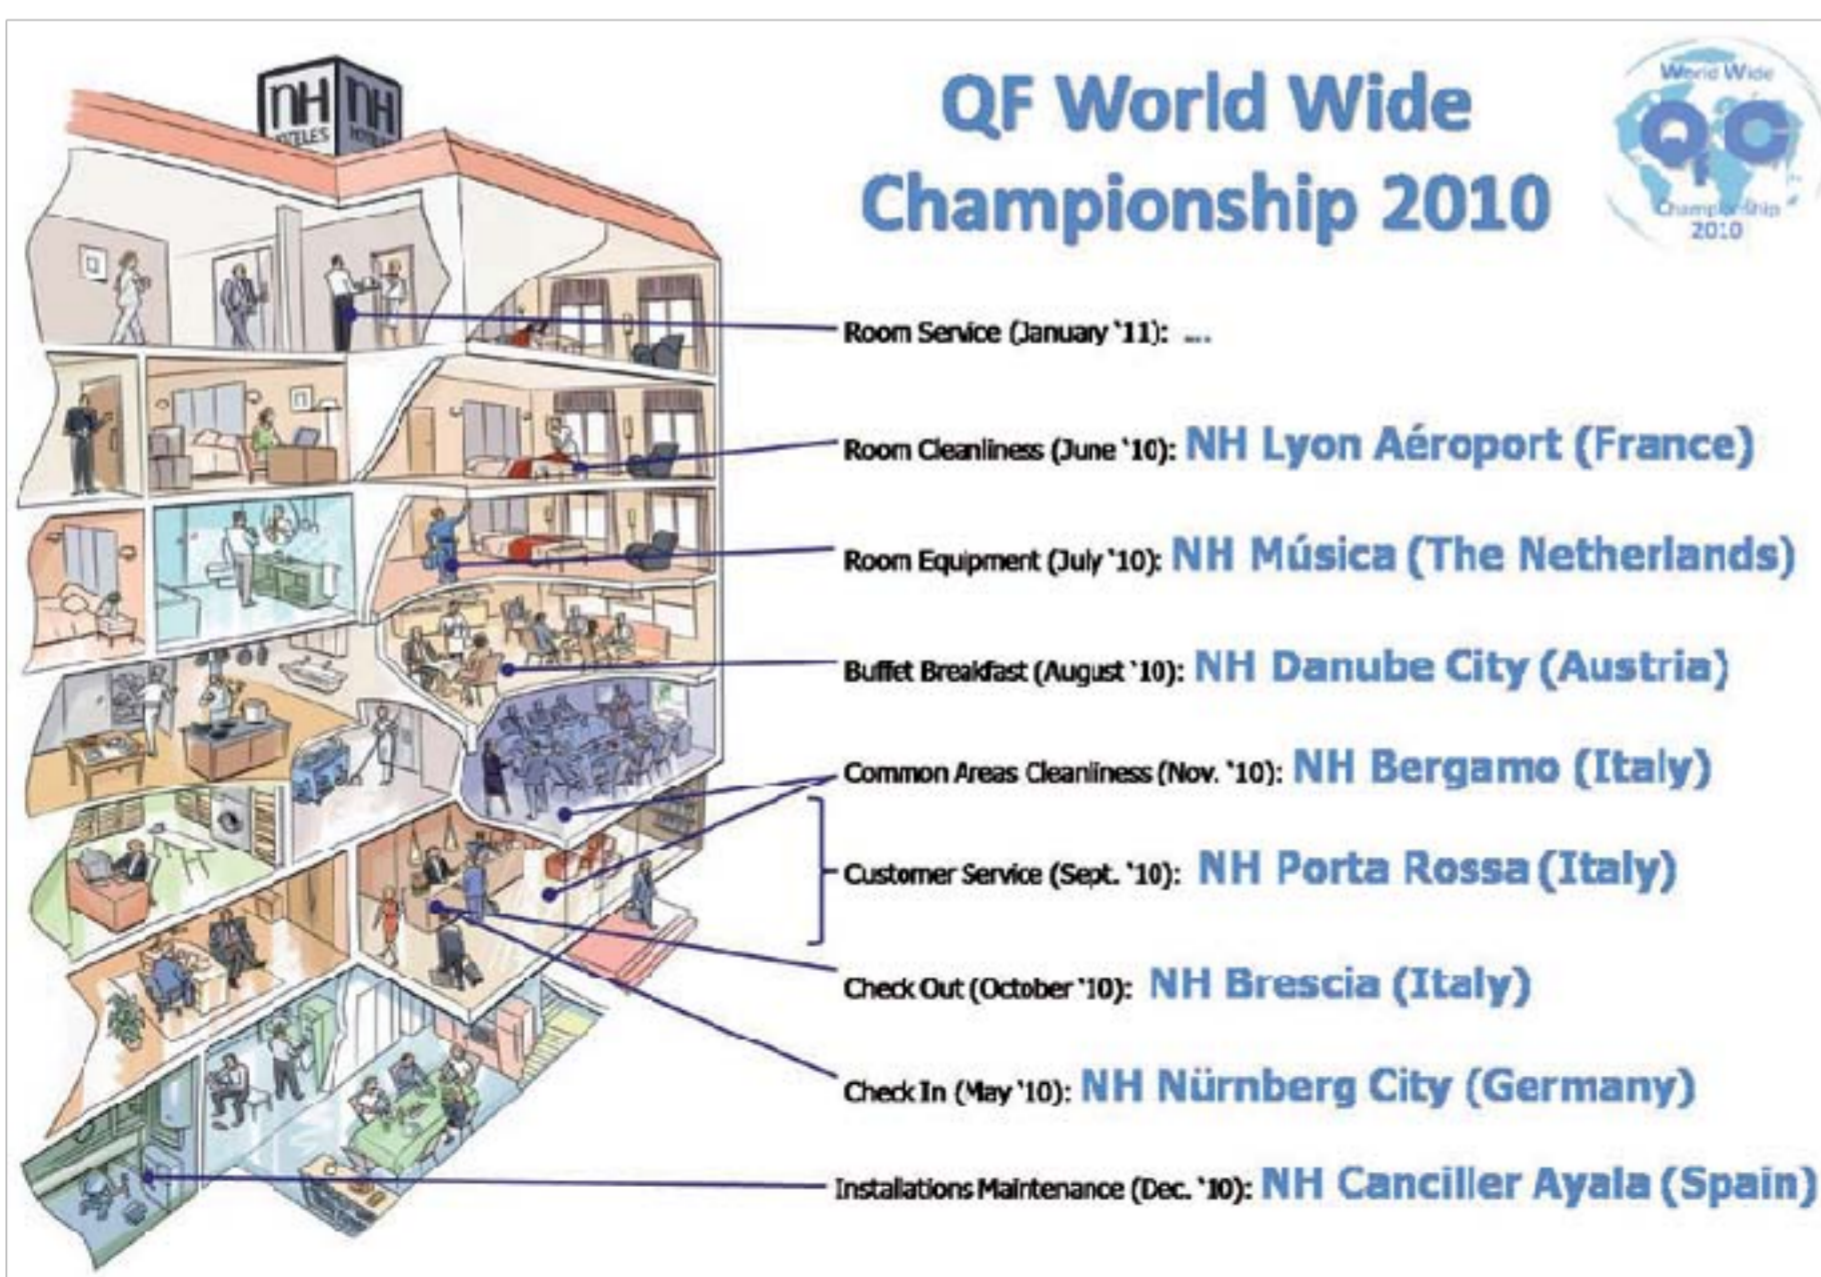 nH nH
HOTELES HOTELES
QF World Wide
Championship 2010
World Wide
QfC
Championship
2010
Room Service (January '11): ...
Room Cleanliness (June '10): NH Lyon Aéroport (France)
Room Equipment (July '10): NH Música (The Netherlands)
Buffet Breakfast (August '10): NH Danube City (Austria)
Common Areas Cleanliness (Nov. '10): NH Bergamo (Italy)
Customer Service (Sept. '10): NH Porta Rossa (Italy)
Check Out (October '10): NH Brescia (Italy)
Check In (May '10): NH Nürnberg City (Germany)
Installations Maintenance (Dec. '10): NH Canciller Ayala (Spain)